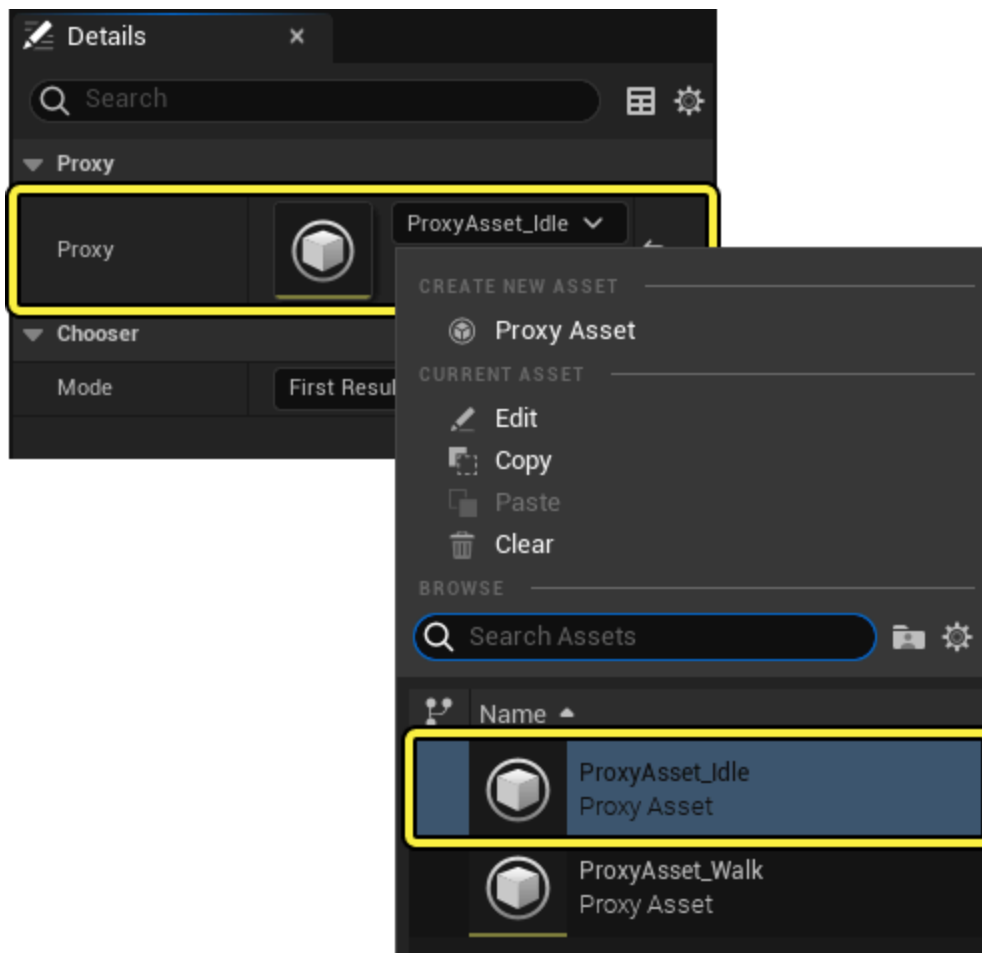 Details
Search
Proxy
Proxy
ProxyAsset_Idle
CREATE NEW ASSET
Proxy Asset
CURRENT ASSET
Chooser
Mode
First Resul
Edit
Copy
Paste
Clear
BROWSE
Search Assets
Name
ProxyAsset_Idle
Proxy Asset
ProxyAsset_Walk
Proxy Asset